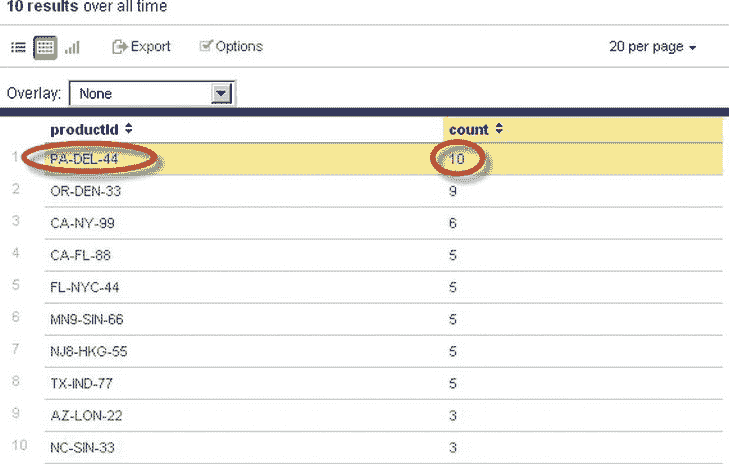 10 results over all time
Export Options 20 per page
Overlay: None
productId count
1 PA-DEL-44 10
2 OR-DEN-33 9
3 CA-NY-99 6
4 CA-FL-88 5
5 FL-NYC-44 5
6 MN9-SIN-66 5
7 NJ8-HKG-55 5
8 TX-IND-77 5
9 AZ-LON-22 3
10 NC-SIN-33 3